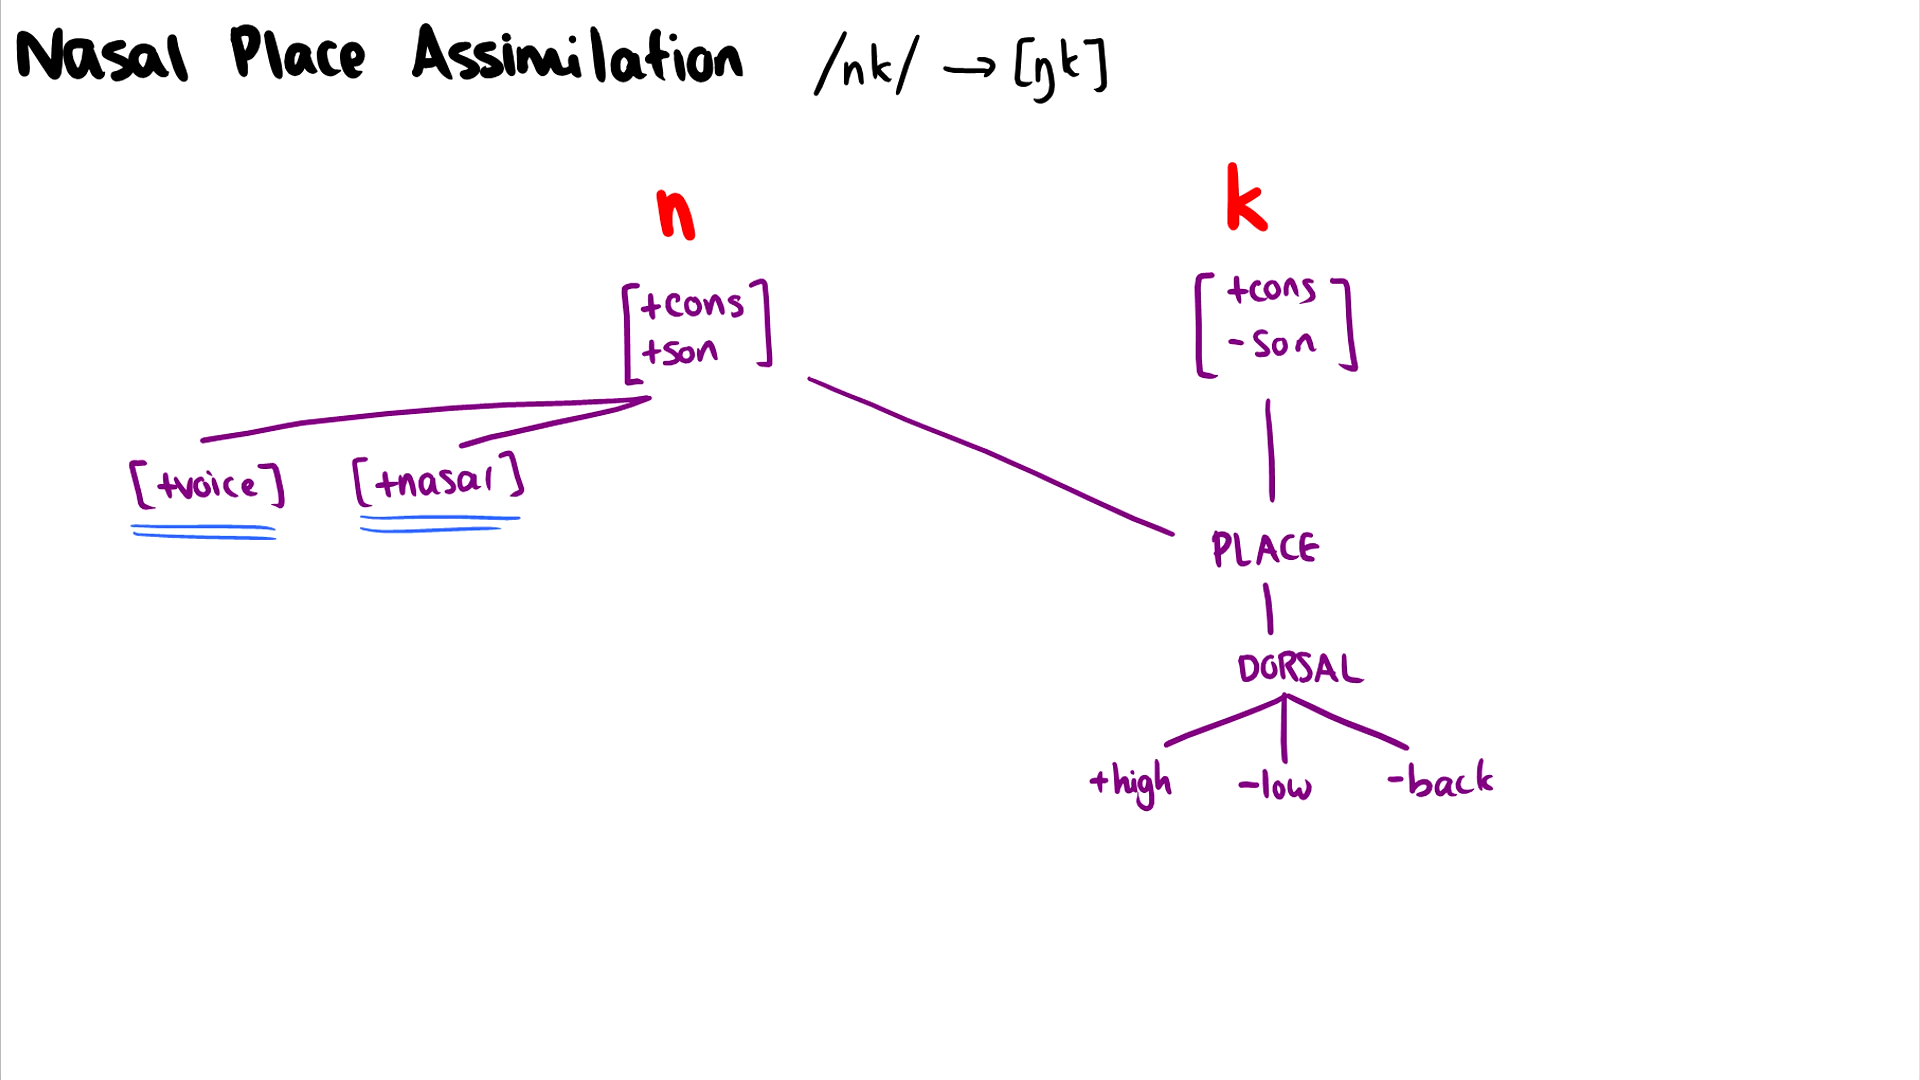 Nasal Place Assimilation /nk/ → [ŋk]
n k
[+cons +son] [+cons -son]
[+voice] [+nasal]
PLACE
DORSAL
+high -low -back